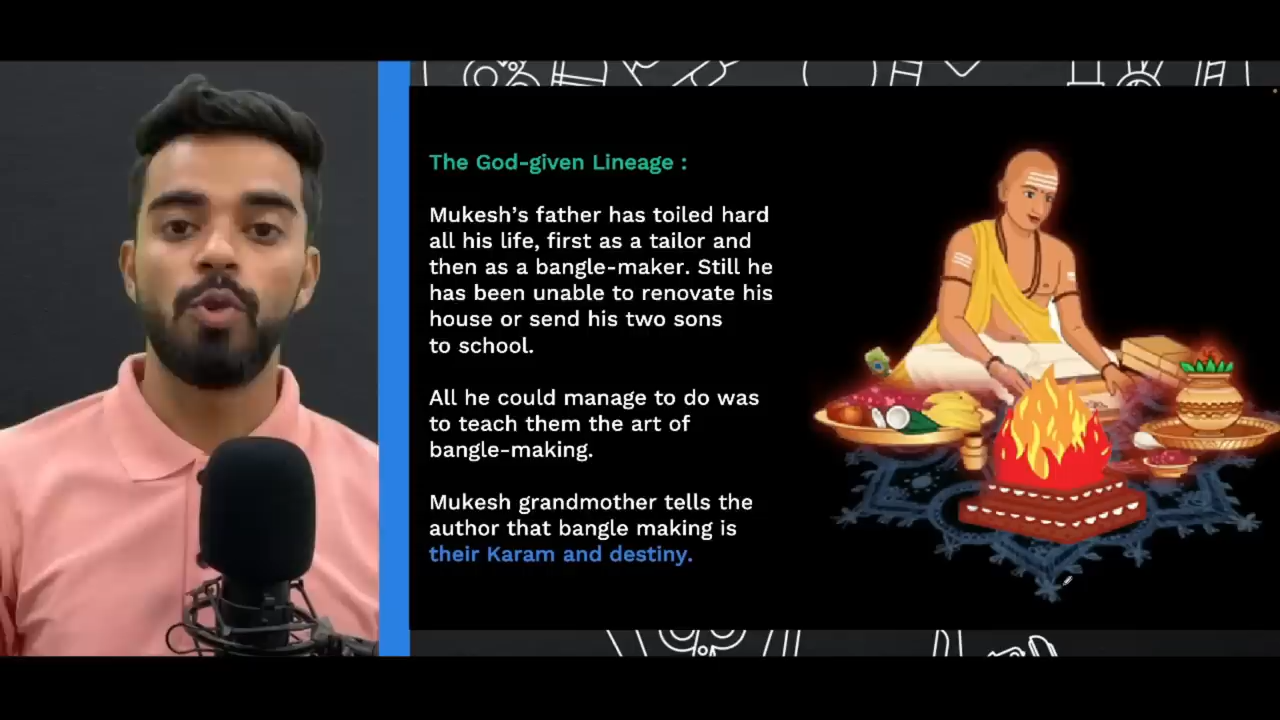 The God-given Lineage :
Mukesh's father has toiled hard
all his life, first as a tailor and
then as a bangle-maker. Still he
has been unable to renovate his
house or send his two sons
to school.
All he could manage to do was
to teach them the art of
bangle-making.
Mukesh grandmother tells the
author that bangle making is
their Karam and destiny.